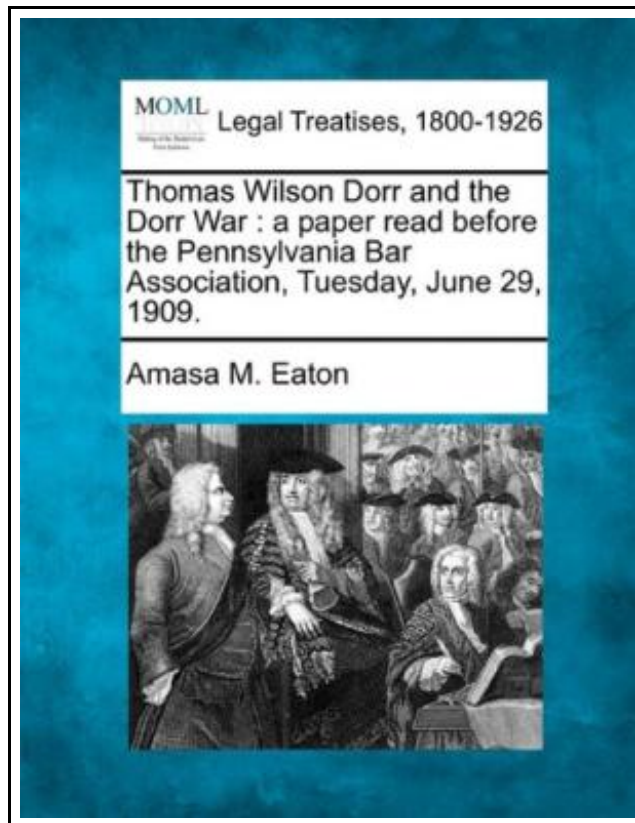 MOML
Legal Treatises, 1800-1926
Thomas Wilson Dorr and the
Dorr War : a paper read before
the Pennsylvania Bar
Association, Tuesday, June 29,
1909.
Amasa M. Eaton